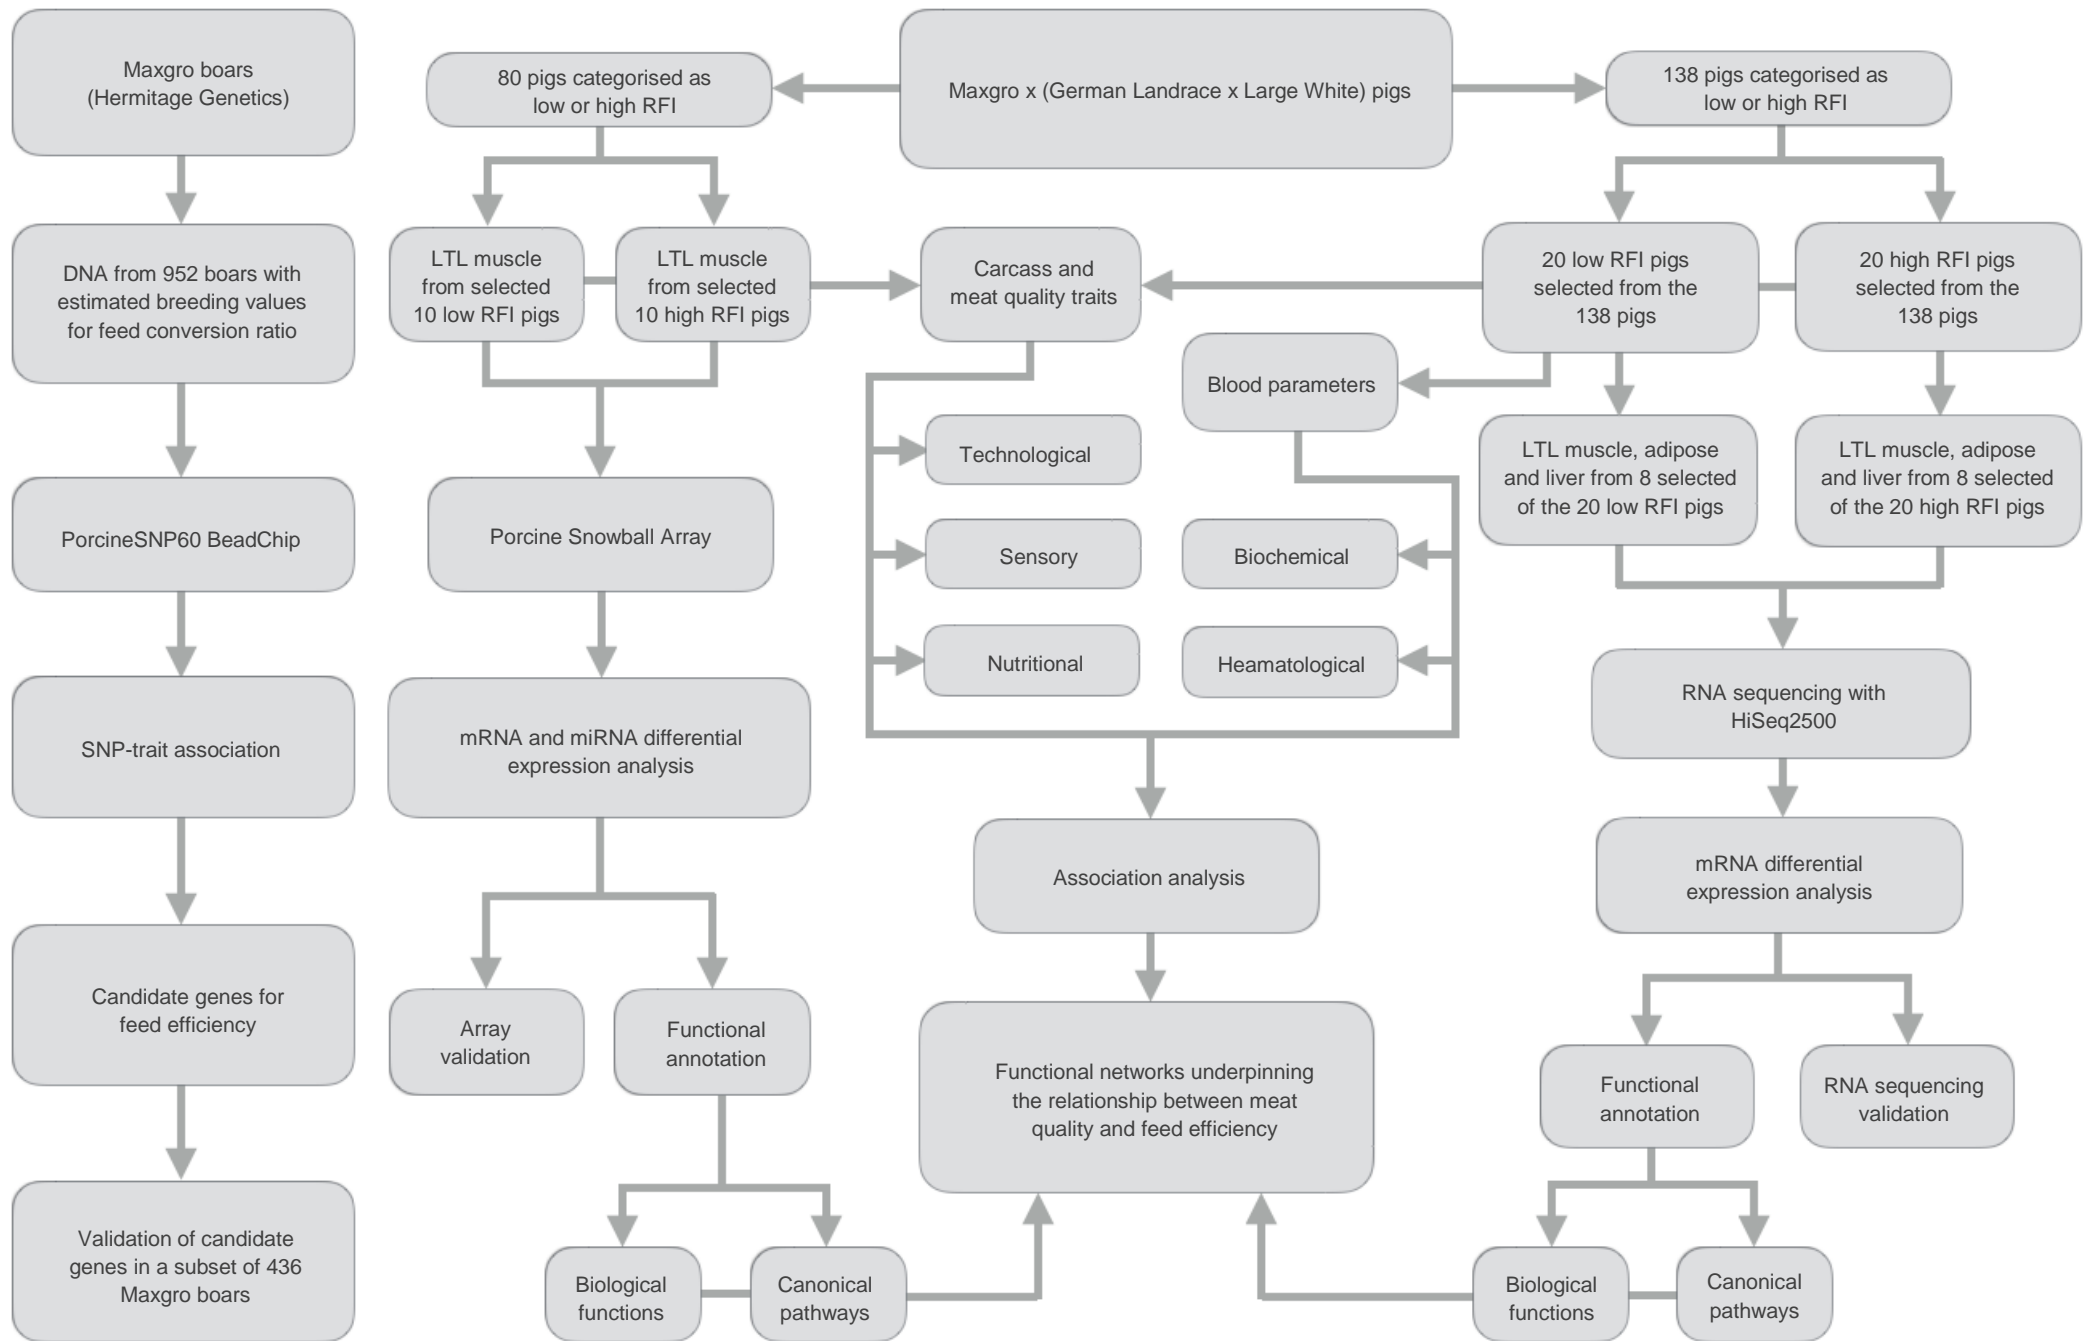 Maxgro boars
(Hermitage Genetics)
DNA from 952 boars with
estimated breeding values
for feed conversion ratio
PorcineSNP60 BeadChip
SNP-trait association
Candidate genes for
feed efficiency
Validation of candidate
genes in a subset of 436
Maxgro boars
Maxgro x (German Landrace x Large White) pigs
80 pigs categorised as
low or high RFI
LTL muscle
from selected
10 low RFI pigs
LTL muscle
from selected
10 high RFI pigs
Porcine Snowball Array
mRNA and miRNA differential
expression analysis
Array
validation
Functional
annotation
Biological
functions
Canonical
pathways
Carcass and
meat quality traits
Technological
Sensory
Nutritional
Blood parameters
Biochemical
Heamatological
Association analysis
Functional networks underpinning
the relationship between meat
quality and feed efficiency
138 pigs categorised as
low or high RFI
20 low RFI pigs
selected from the
138 pigs
20 high RFI pigs
selected from the
138 pigs
LTL muscle, adipose
and liver from 8 selected
of the 20 low RFI pigs
LTL muscle, adipose
and liver from 8 selected
of the 20 high RFI pigs
RNA sequencing with
HiSeq2500
mRNA differential
expression analysis
Functional
annotation
RNA sequencing
validation
Biological
functions
Canonical
pathways